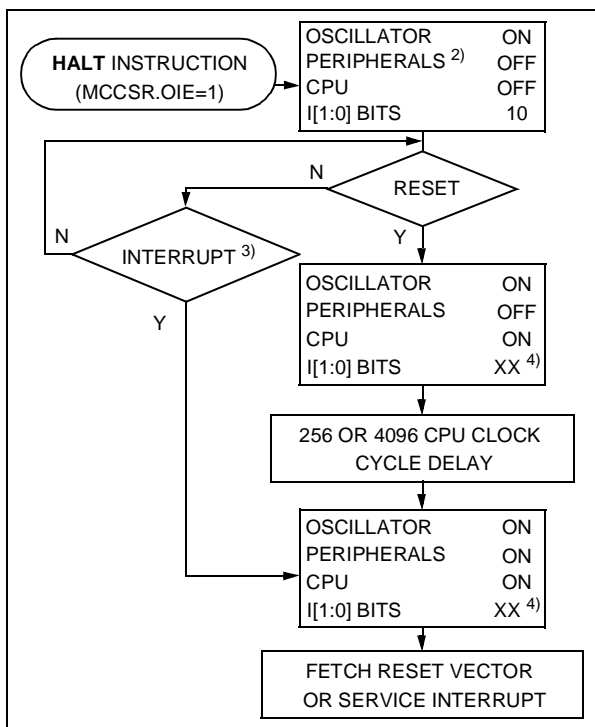 HALT INSTRUCTION
(MCCSR.OIE=1)
OSCILLATOR ON
PERIPHERALS 2) OFF
CPU OFF
I[1:0] BITS 10
N
RESET
N
INTERRUPT 3)
Y
Y
OSCILLATOR ON
PERIPHERALS OFF
CPU ON
I[1:0] BITS XX 4)
256 OR 4096 CPU CLOCK
CYCLE DELAY
OSCILLATOR ON
PERIPHERALS ON
CPU ON
I[1:0] BITS XX 4)
FETCH RESET VECTOR
OR SERVICE INTERRUPT